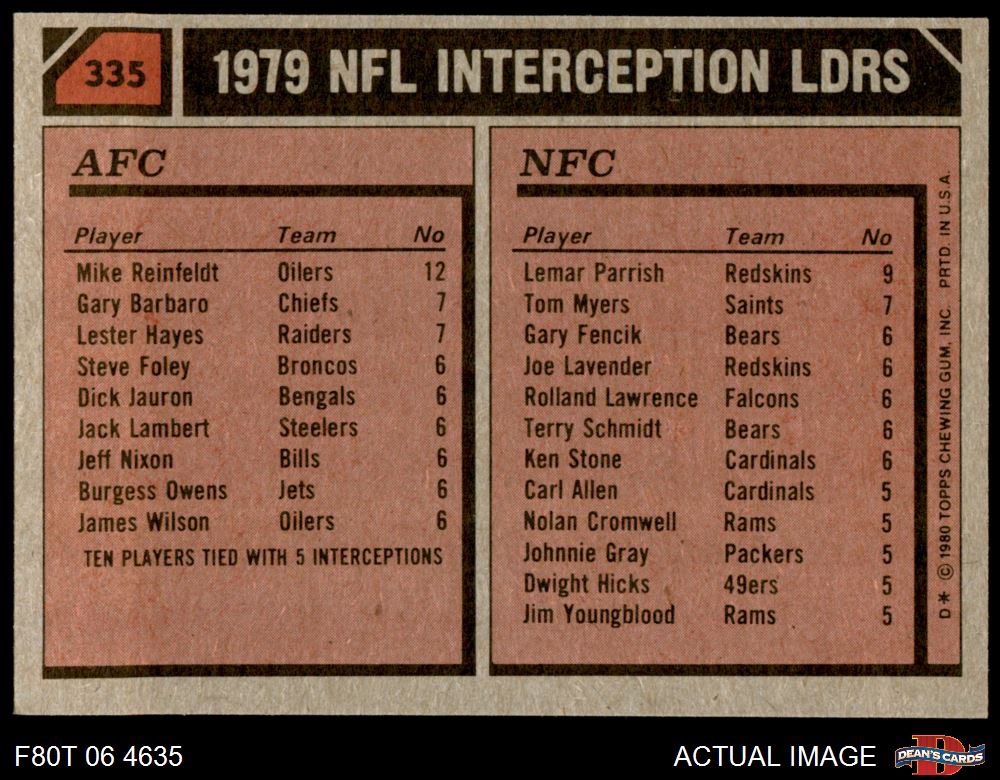 335
1979 NFL INTERCEPTION LDRS
AFC
Player Team No
Mike Reinfeldt Oilers 12
Gary Barbaro Chiefs 7
Lester Hayes Raiders 7
Steve Foley Broncos 6
Dick Jauron Bengals 6
Jack Lambert Steelers 6
Jeff Nixon Bills 6
Burgess Owens Jets 6
James Wilson Oilers 6
TEN PLAYERS TIED WITH 5 INTERCEPTIONS
NFC
Player Team No
Lemar Parrish Redskins 9
Tom Myers Saints 7
Gary Fencik Bears 6
Joe Lavender Redskins 6
Rolland Lawrence Falcons 6
Terry Schmidt Bears 6
Ken Stone Cardinals 6
Carl Allen Cardinals 5
Nolan Cromwell Rams 5
Johnnie Gray Packers 5
Dwight Hicks 49ers 5
Jim Youngblood Rams 5
D* © 1980 TOPPS CHEWING GUM, INC. PRTD. IN U.S.A.
F80T 06 4635
ACTUAL IMAGE
DEAN'S CARDS